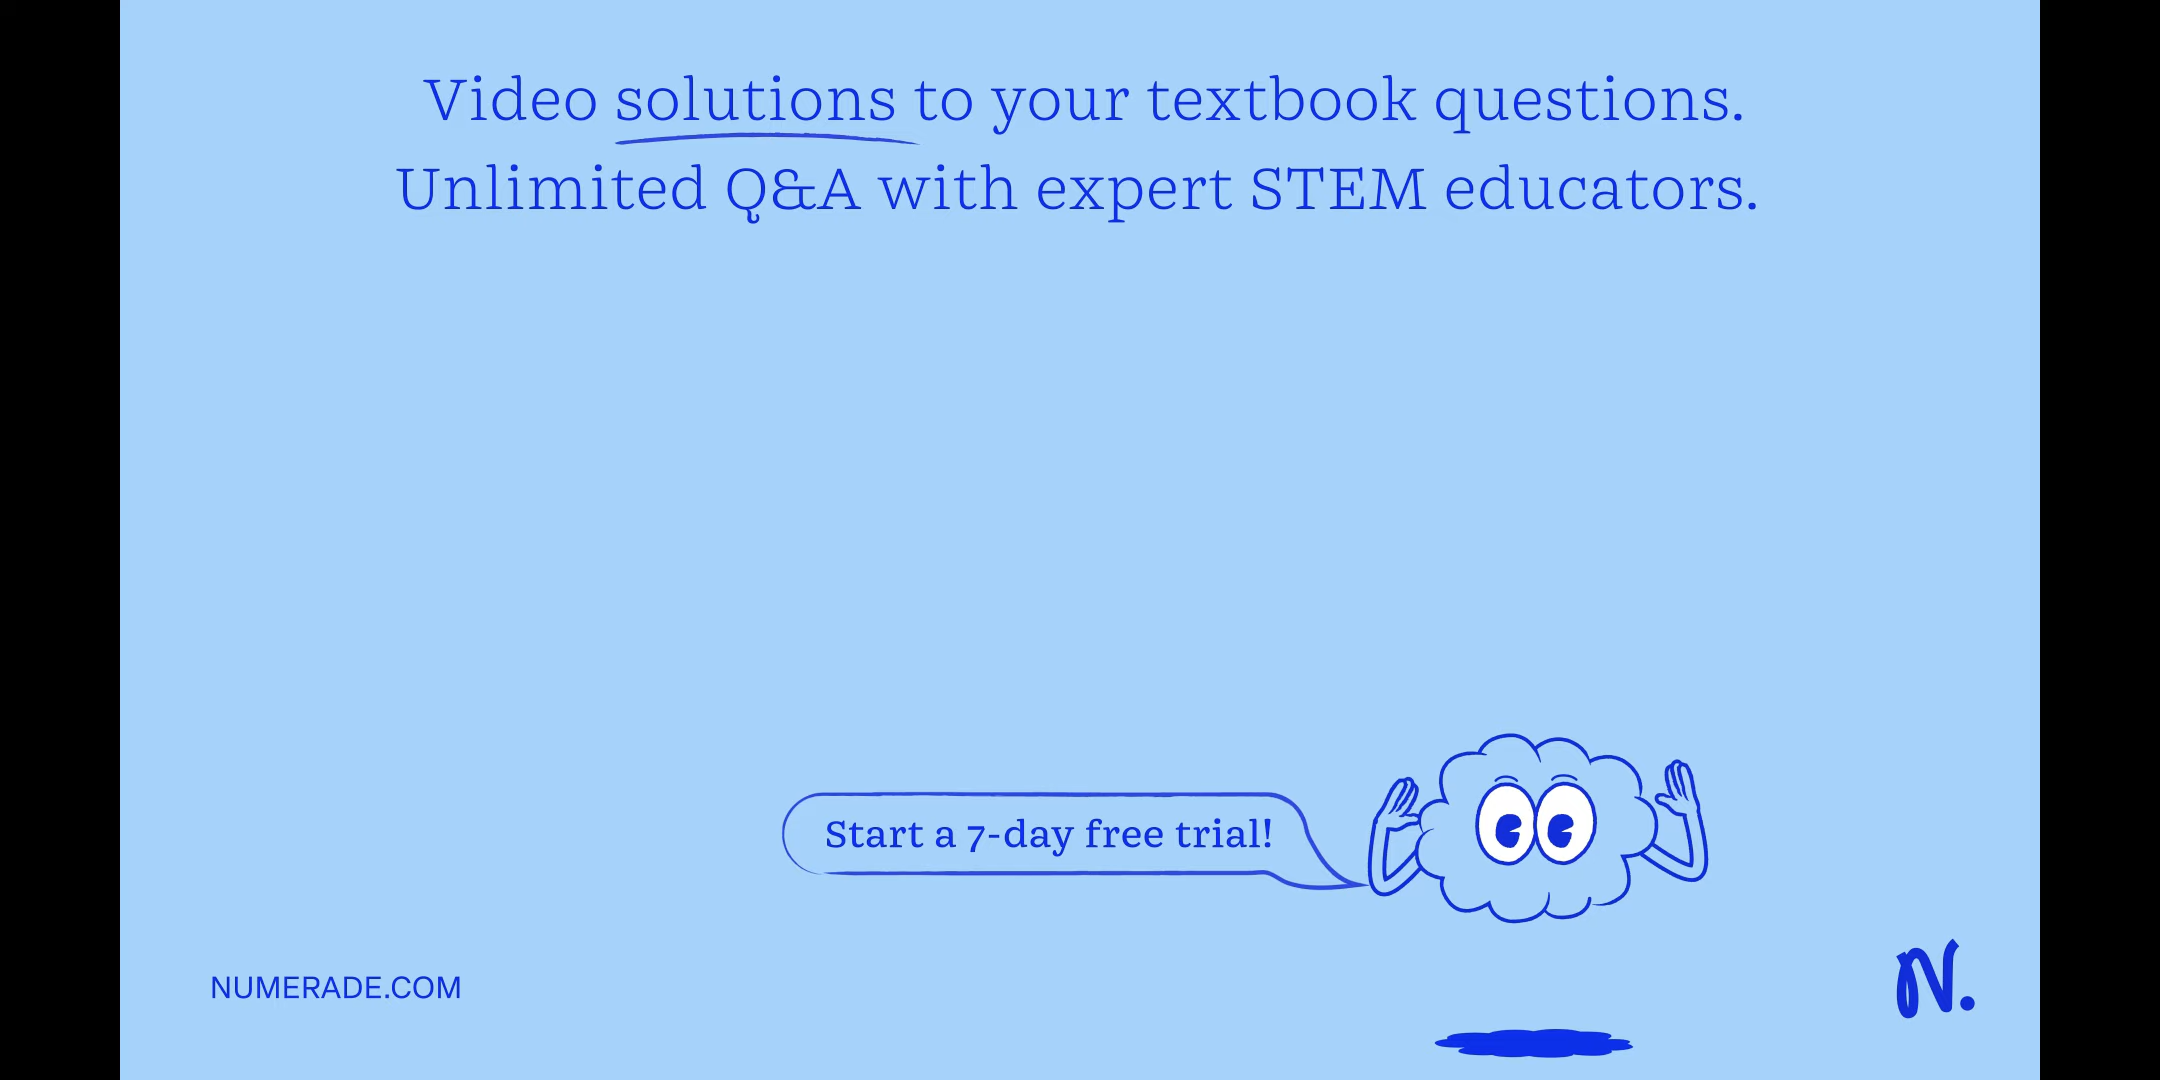 Video solutions to your textbook questions.
Unlimited Q&A with expert STEM educators.
Start a 7-day free trial!
NUMERADE.COM
N.